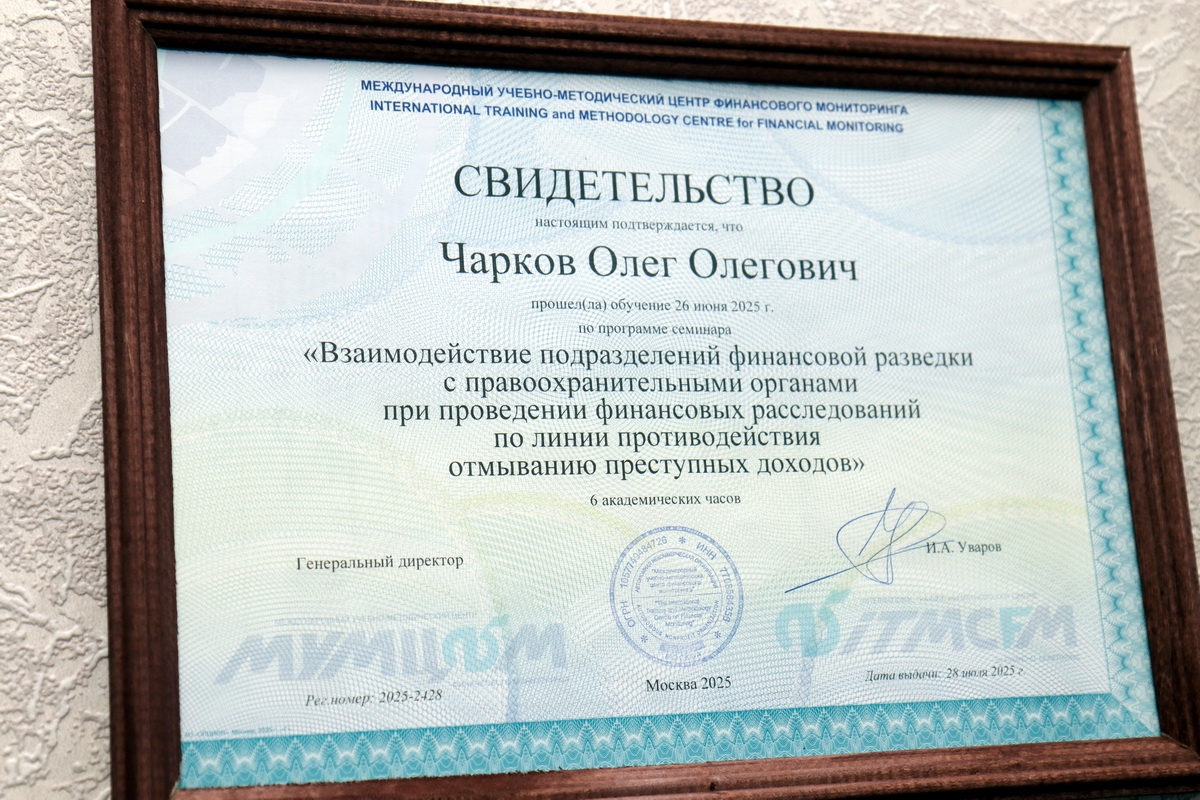 МЕЖДУНАРОДНЫЙ УЧЕБНО-МЕТОДИЧЕСКИЙ ЦЕНТР ФИНАНСОВОГО МОНИТОРИНГА
INTERNATIONAL TRAINING and METHODOLOGY CENTRE for FINANCIAL MONITORING
СВИДЕТЕЛЬСТВО
настоящим подтверждается, что
Чарков Олег Олегович
прошел(ла) обучение 26 июня 2025 г.
по программе семинара
«Взаимодействие подразделений финансовой разведки
с правоохранительными органами
при проведении финансовых расследований
по линии противодействия
отмыванию преступных доходов»
6 академических часов
Генеральный директор
И.А. Уваров
ОГРН ИНН
МУМЦФМ
ITMCFM
Рег.номер: 2025-2428
Москва 2025
Дата выдачи: 28 июля 2025 г